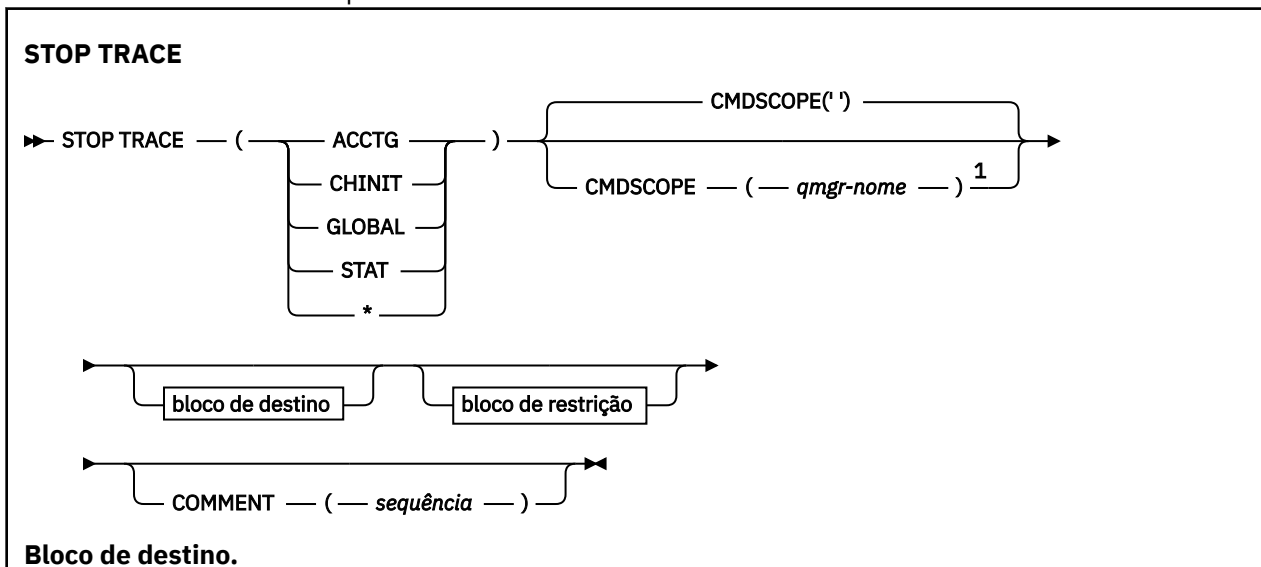 STOP TRACE
CMDSCOPE(' ')
STOP TRACE ( ACCTG )
CMDSCOPE ( qmgr-nome ) 1
CHINIT
GLOBAL
STAT
*
bloco de destino
bloco de restrição
COMMENT ( sequência )
Bloco de destino.